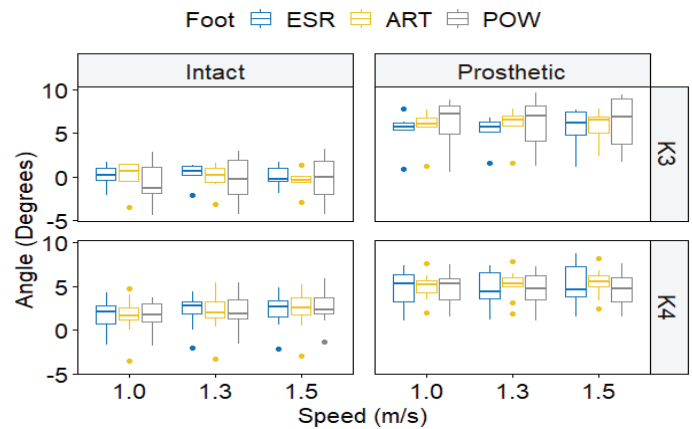 Foot ESR ART POW
Intact Prosthetic
Angle (Degrees)
10
5
0
-5
K3
10
5
0
-5
K4
1.0 1.3 1.5 1.0 1.3 1.5
Speed (m/s)